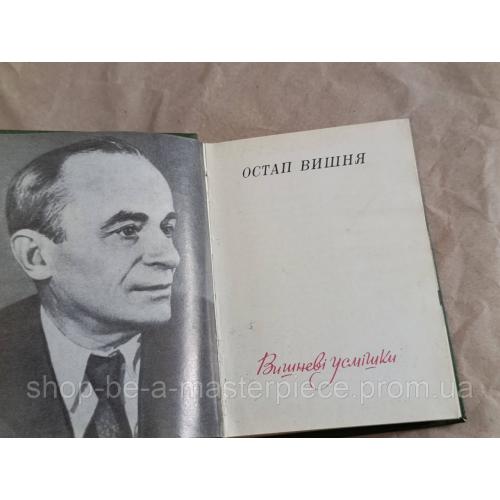 ОСТАП ВИШНЯ
Вишневі усмішки
shop-be-a-masterpiece.prom.ua